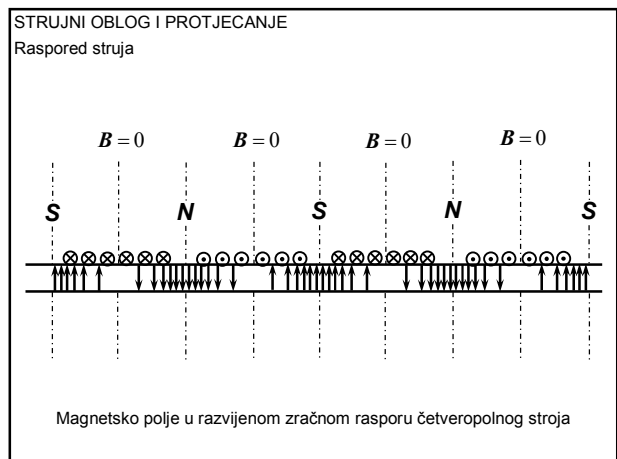 STRUJNI OBLOG I PROTJECANJE
Raspored struja
B = 0 B = 0 B = 0 B = 0
S N S N S
Magnetsko polje u razvijenom zračnom rasporu četveropolnog stroja